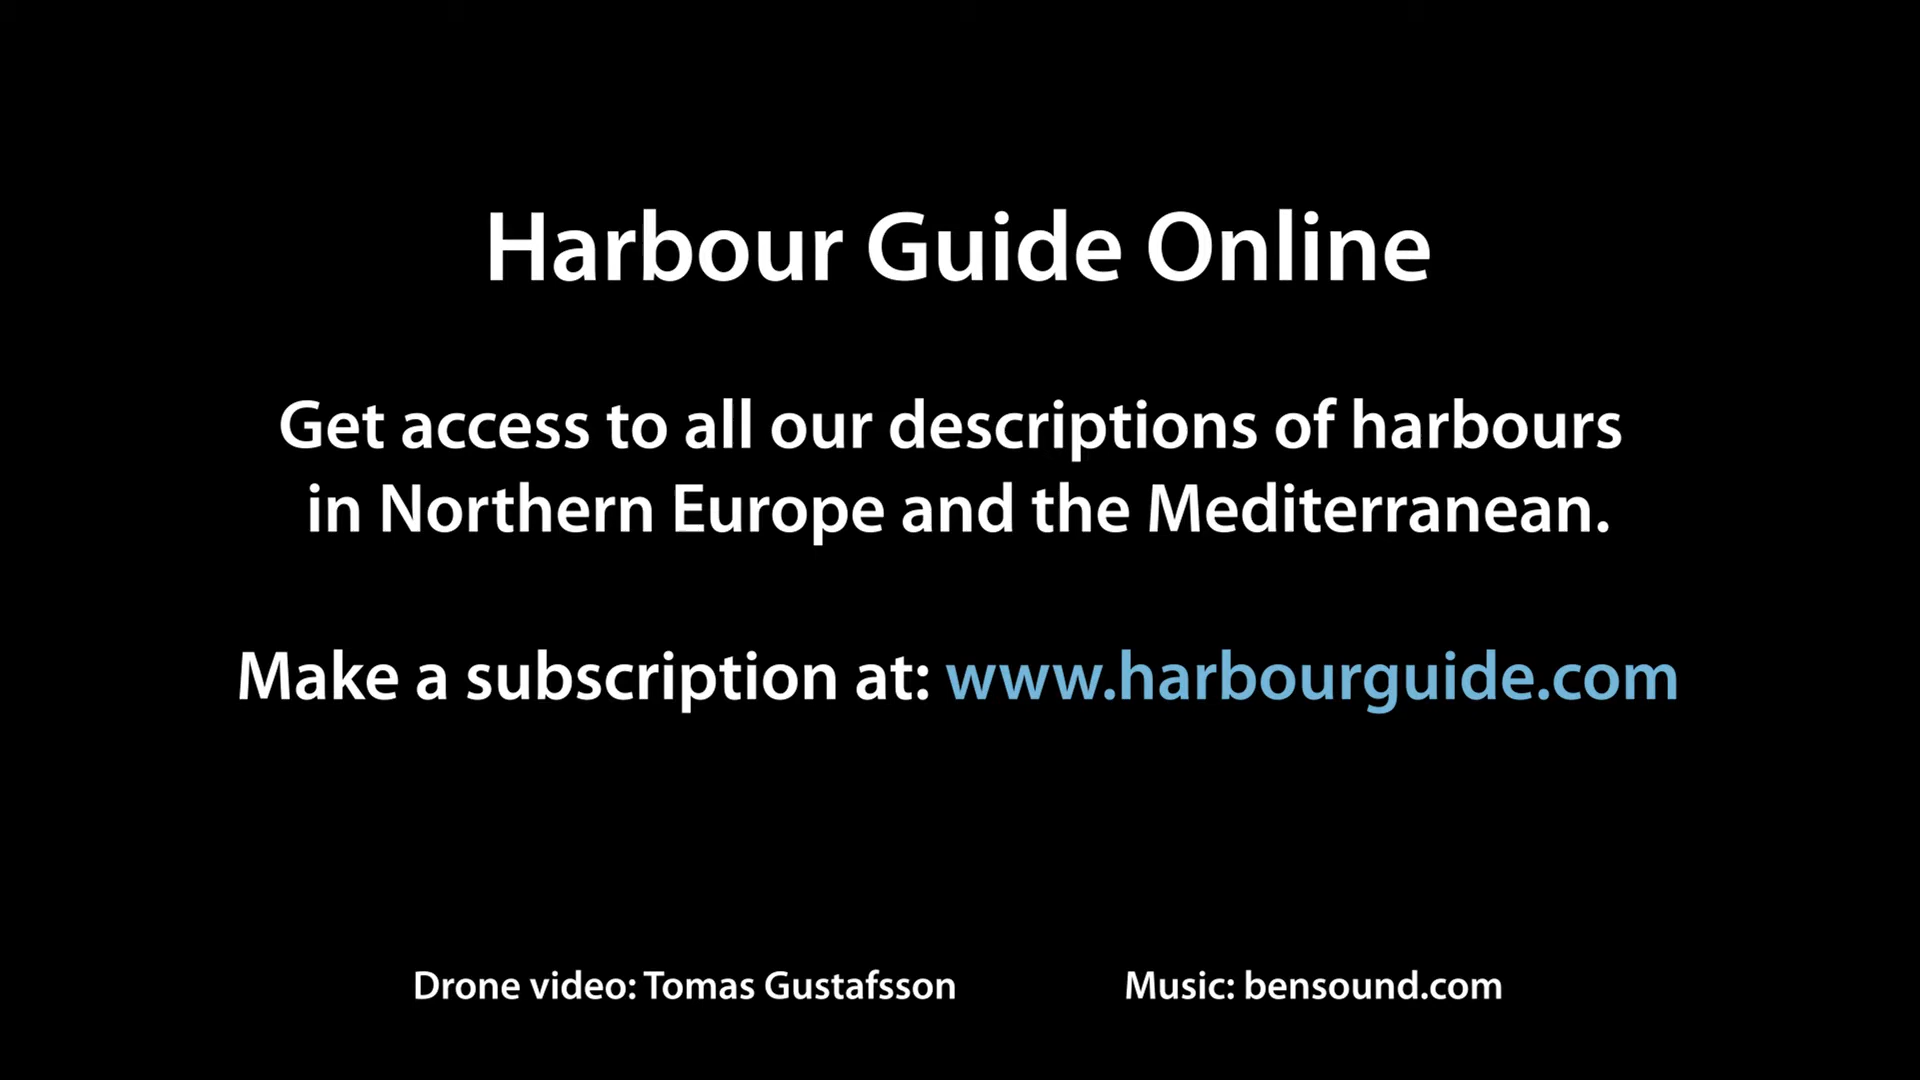 Harbour Guide Online
Get access to all our descriptions of harbours
in Northern Europe and the Mediterranean.
Make a subscription at: www.harbourguide.com
Drone video: Tomas Gustafsson
Music: bensound.com